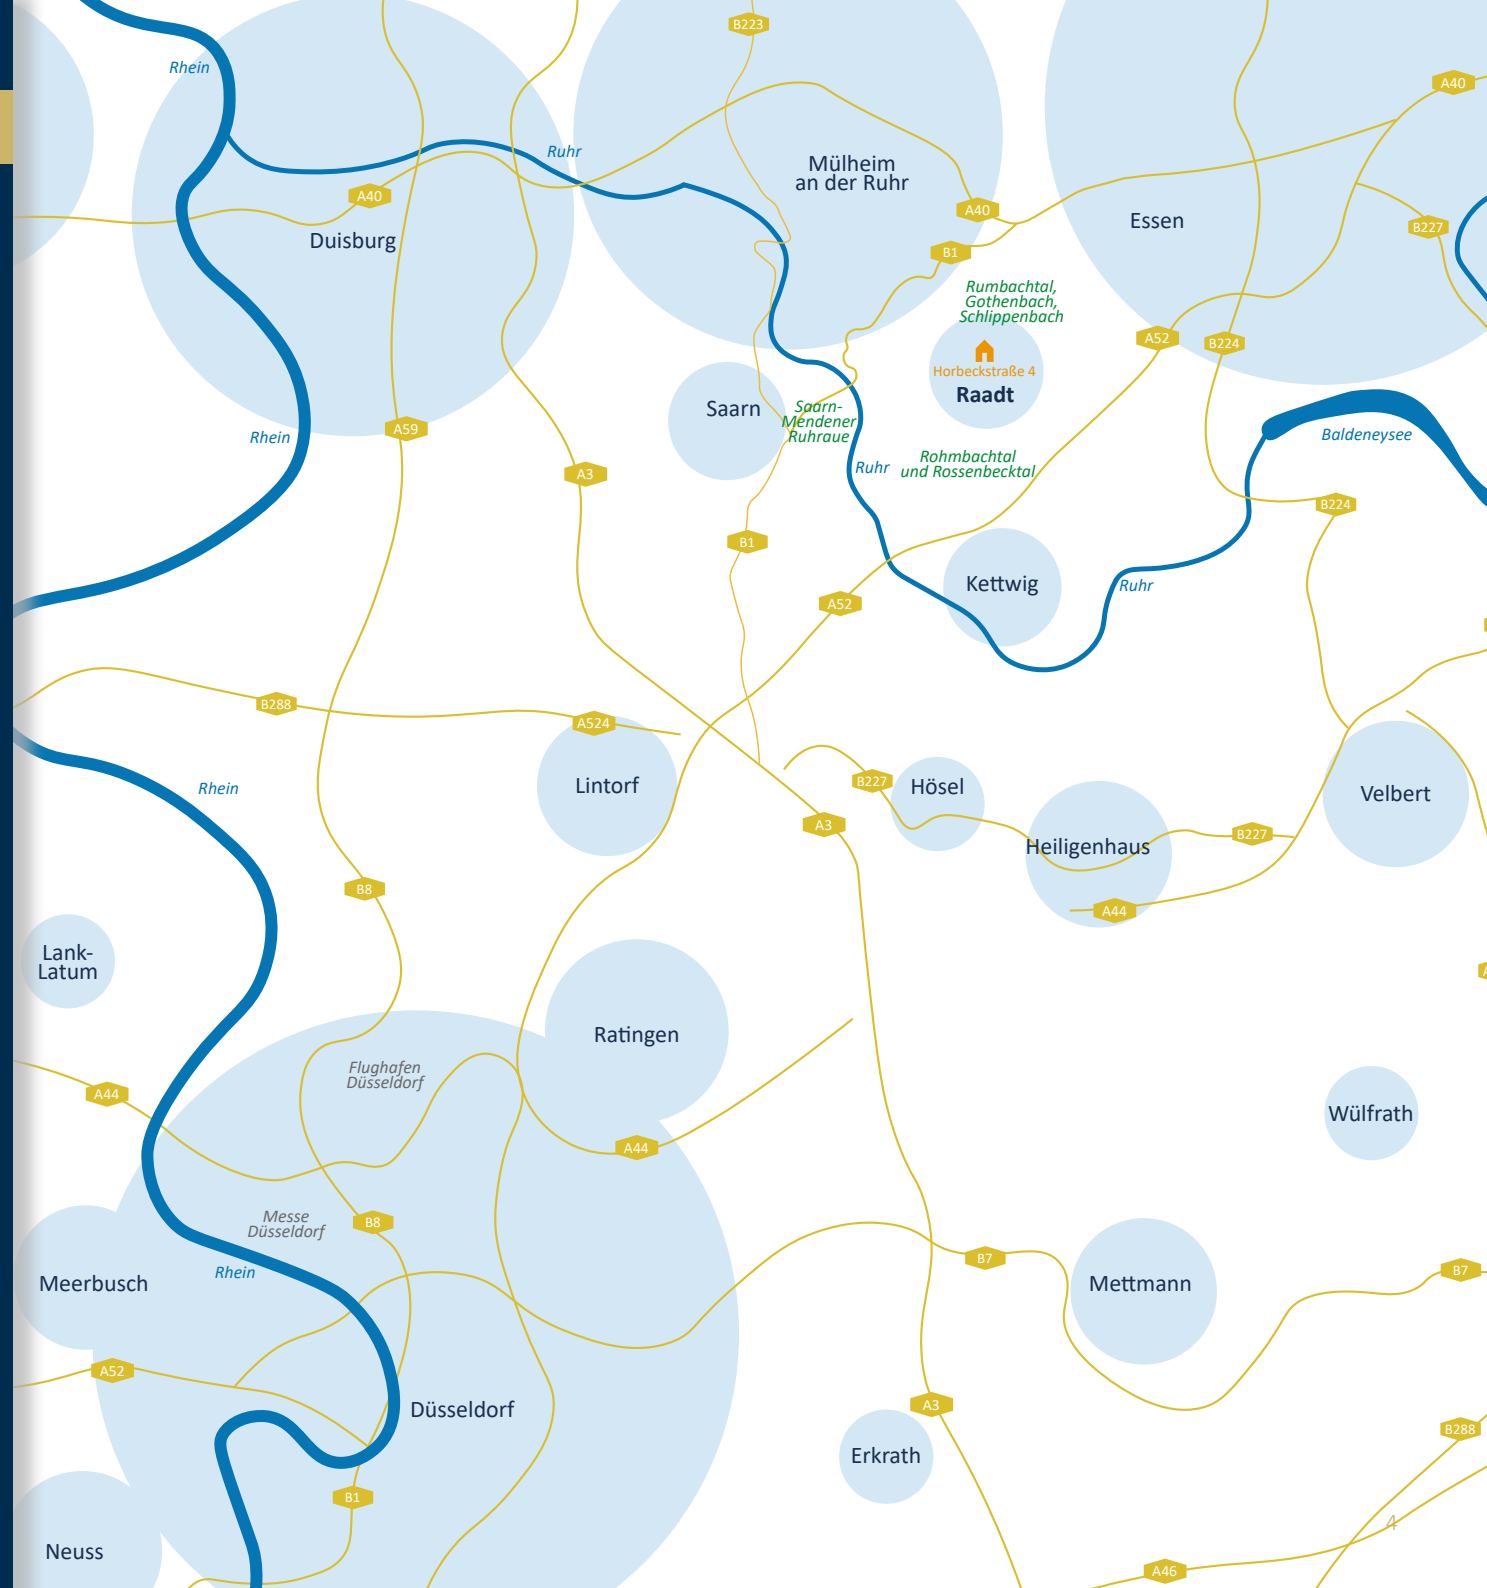 B223
Rhein
A40
Ruhr
Mülheim
an der Ruhr
A40
A40
Essen
B227
Duisburg
B1
Rumbachtal,
Gothenbach,
Schlippenbach
A52
B224
Horbeckstraße 4
Raadt
Saarn
Saarn-
Mendener
Ruhraue
A59
Rhein
Baldeneysee
Rohmbachtal
und Rossenbecktal
Ruhr
A3
B224
B1
Kettwig
Ruhr
A52
B288
A524
Lintorf
Rhein
B227
Hösel
Velbert
A3
B227
Heiligenhaus
B8
A44
Lank-
Latum
Ratingen
Flughafen
Düsseldorf
A44
Wülfrath
A44
Messe
Düsseldorf
B8
B7
Rhein
Meerbusch
Mettmann
B7
A52
A3
Düsseldorf
B288
Erkrath
B1
4
Neuss
A46